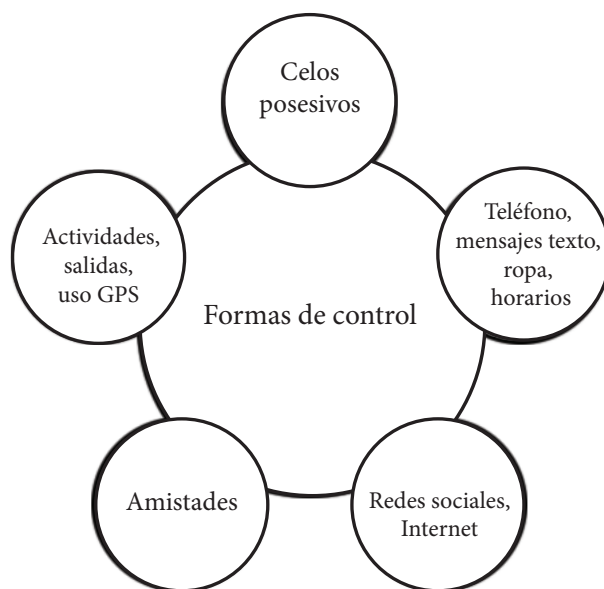 Celos
posesivos
Teléfono,
mensajes texto,
ropa,
horarios
Actividades,
salidas,
uso GPS
Formas de control
Amistades
Redes sociales,
Internet